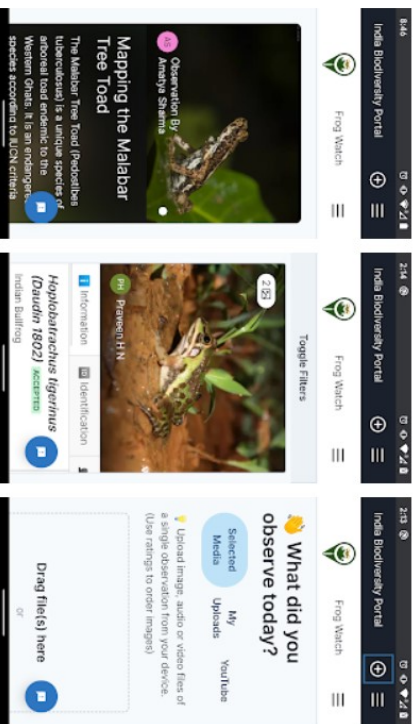 8:46
India Biodiversity Portal
Frog Watch
AS
Observation By
Amatya Sharma
Mapping the Malabar
Tree Toad
The Malabar Tree Toad (Pedostibes
tuberculosus) is a unique species of
arboreal toad endemic to the
Western Ghats. It is an endangere
species according to IUCN criteria
2:14
India Biodiversity Portal
Frog Watch
Toggle Filters
2
PH
Praveen H N
Information
ID Identification
Hoplobatrachus tigerinus
(Daudin 1802) ACCEPTED
Indian Bullfrog
2:13
India Biodiversity Portal
Frog Watch
👋 What did you
observe today?
Selected
Media
My
Uploads
YouTube
💡 Upload image, audio or video files of
a single observation from your device.
(Use ratings to order images)
Drag file(s) here
or